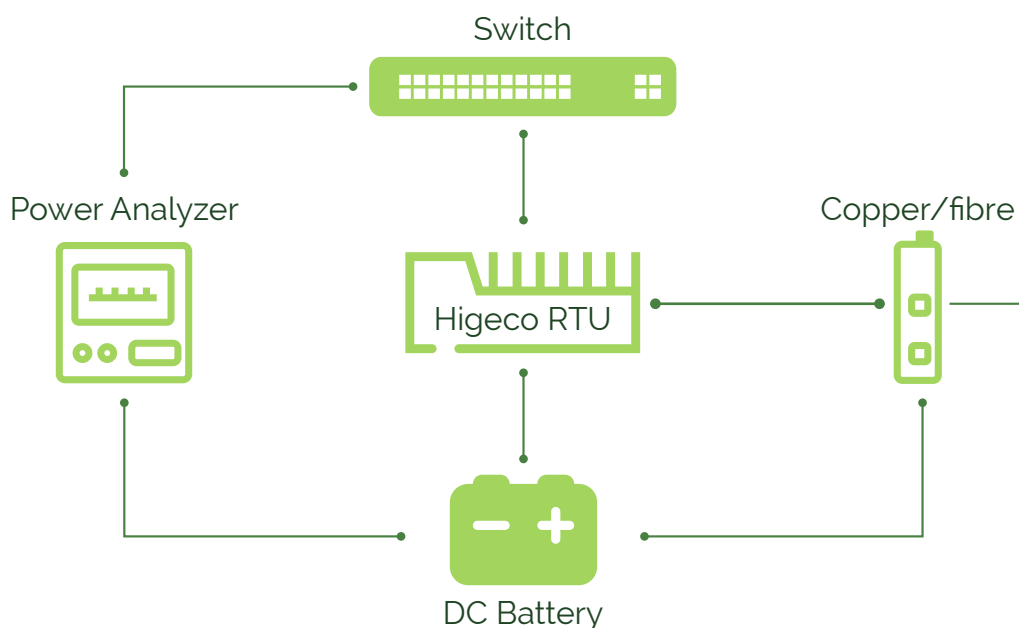 Switch
Power Analyzer
Copper/fibre
Higeco RTU
DC Battery